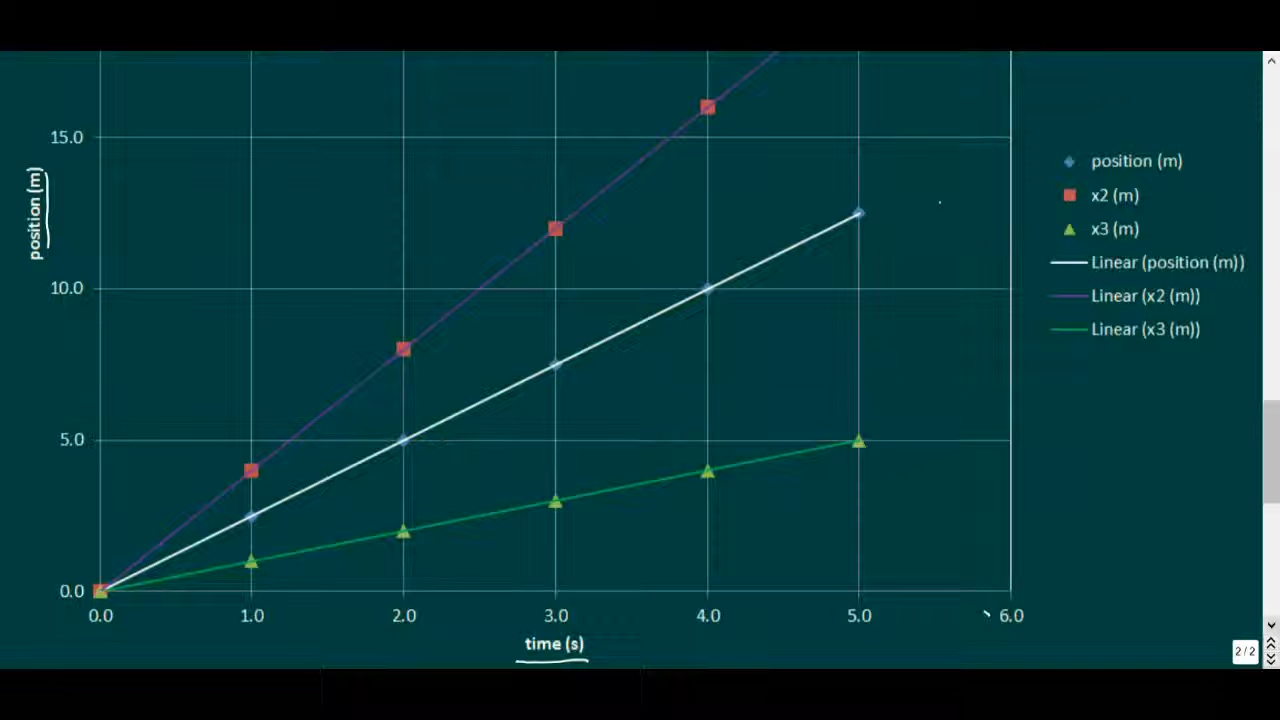 15.0
10.0
5.0
0.0
position (m)
0.0 1.0 2.0 3.0 4.0 5.0 6.0
time (s)
position (m)
x2 (m)
x3 (m)
Linear (position (m))
Linear (x2 (m))
Linear (x3 (m))
2 / 2